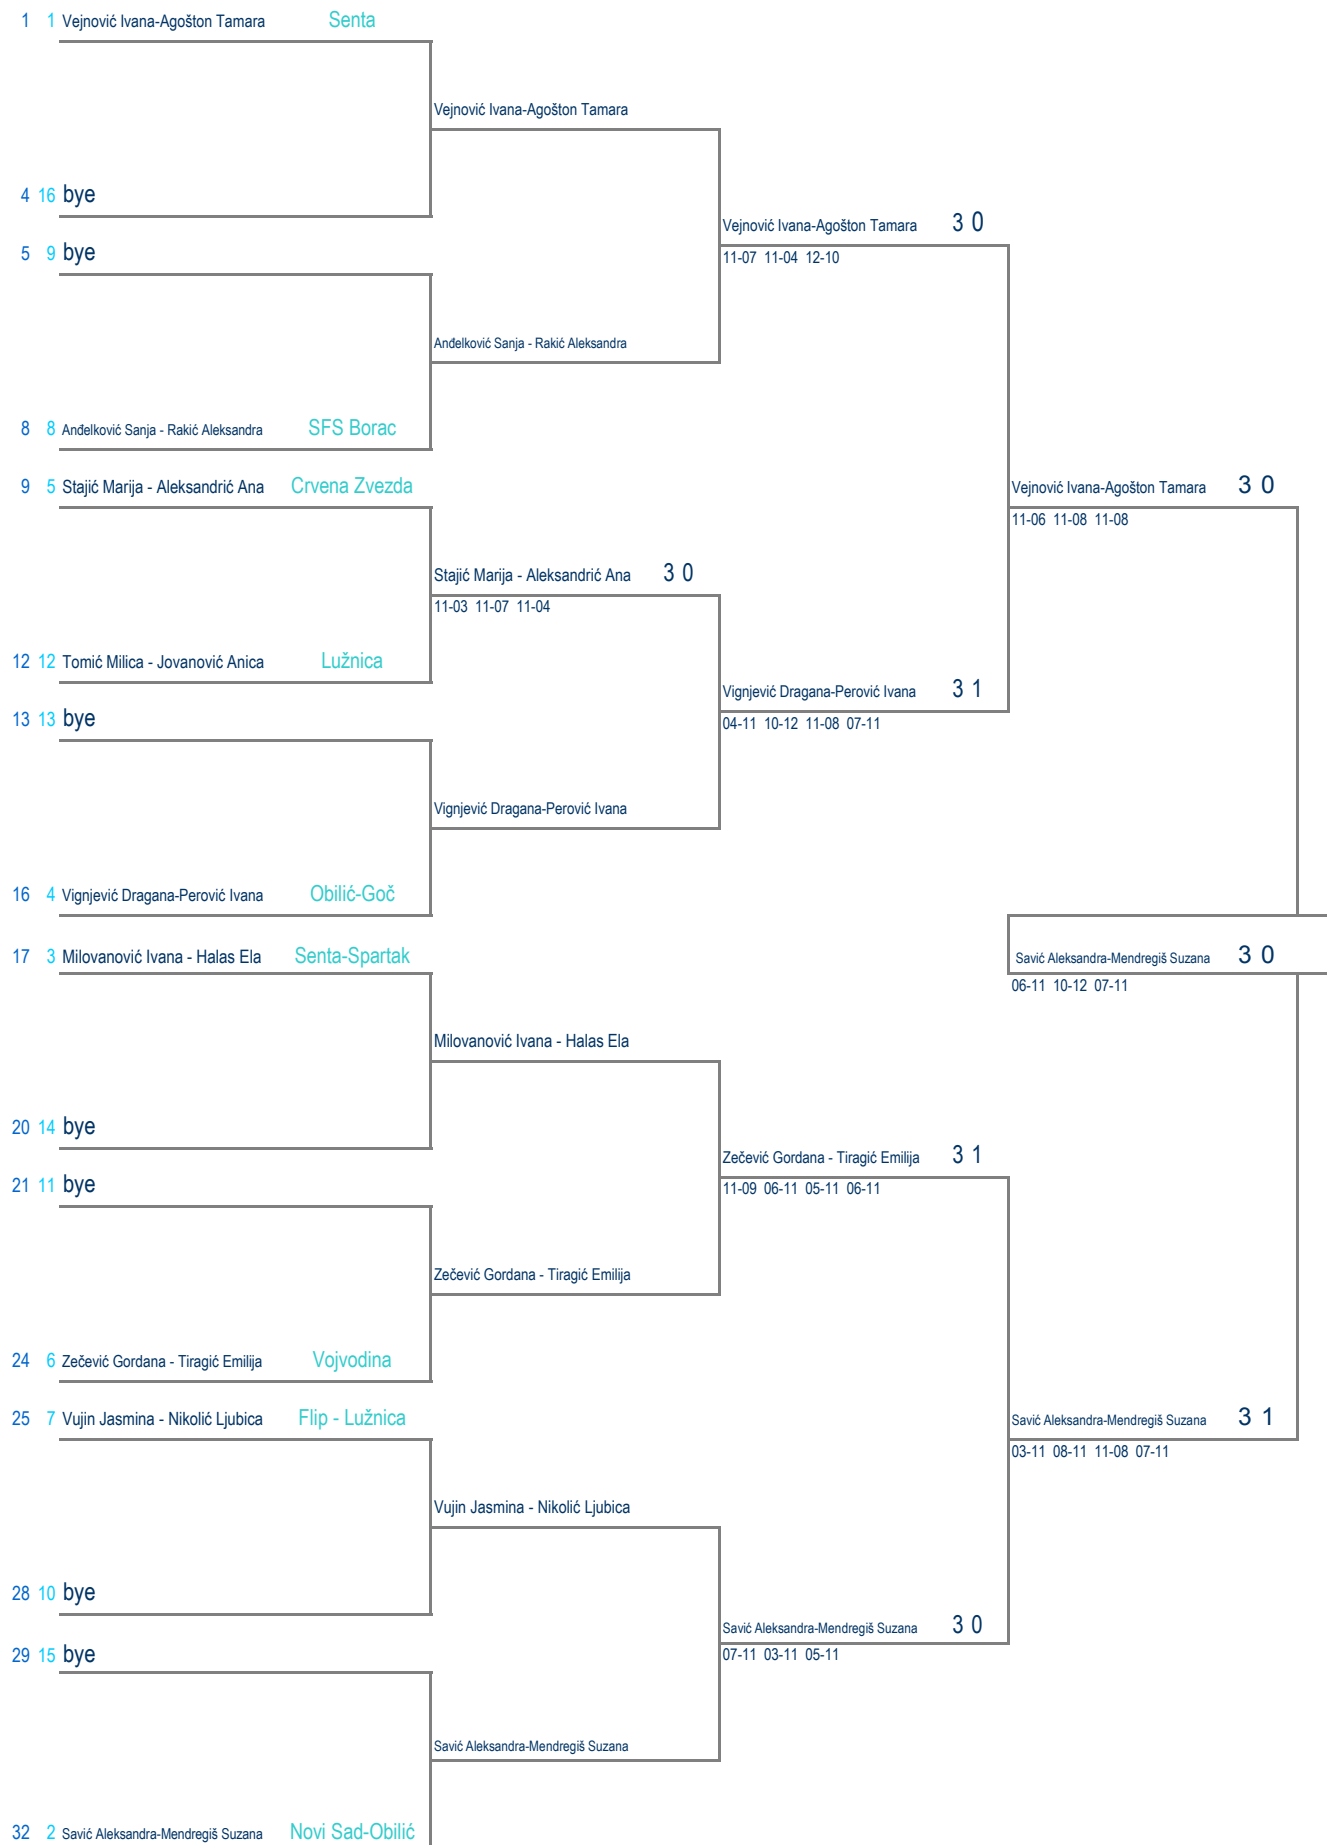 1 1 Vejnović Ivana-Agošton Tamara Senta
Vejnović Ivana-Agošton Tamara
4 16 bye
Vejnović Ivana-Agošton Tamara 3 0
5 9 bye
11-07 11-04 12-10
Anđelković Sanja - Rakić Aleksandra
8 8 Anđelković Sanja - Rakić Aleksandra SFS Borac
9 5 Stajić Marija - Aleksandrić Ana Crvena Zvezda
Vejnović Ivana-Agošton Tamara 3 0
11-06 11-08 11-08
Stajić Marija - Aleksandrić Ana 3 0
11-03 11-07 11-04
12 12 Tomić Milica - Jovanović Anica Lužnica
Vignjević Dragana-Perović Ivana 3 1
13 13 bye
04-11 10-12 11-08 07-11
Vignjević Dragana-Perović Ivana
16 4 Vignjević Dragana-Perović Ivana Obilić-Goč
17 3 Milovanović Ivana - Halas Ela Senta-Spartak
Savić Aleksandra-Mendregiš Suzana 3 0
06-11 10-12 07-11
Milovanović Ivana - Halas Ela
20 14 bye
Zečević Gordana - Tiragić Emilija 3 1
21 11 bye
11-09 06-11 05-11 06-11
Zečević Gordana - Tiragić Emilija
24 6 Zečević Gordana - Tiragić Emilija Vojvodina
25 7 Vujin Jasmina - Nikolić Ljubica Flip - Lužnica
Savić Aleksandra-Mendregiš Suzana 3 1
03-11 08-11 11-08 07-11
Vujin Jasmina - Nikolić Ljubica
28 10 bye
Savić Aleksandra-Mendregiš Suzana 3 0
29 15 bye
07-11 03-11 05-11
Savić Aleksandra-Mendregiš Suzana
32 2 Savić Aleksandra-Mendregiš Suzana Novi Sad-Obilić